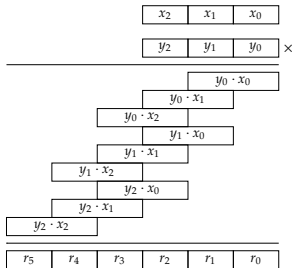 x₂ x₁ x₀
y₂ y₁ y₀ ×
y₀ · x₀
y₀ · x₁
y₀ · x₂
y₁ · x₀
y₁ · x₁
y₁ · x₂
y₂ · x₀
y₂ · x₁
y₂ · x₂
r₅ r₄ r₃ r₂ r₁ r₀